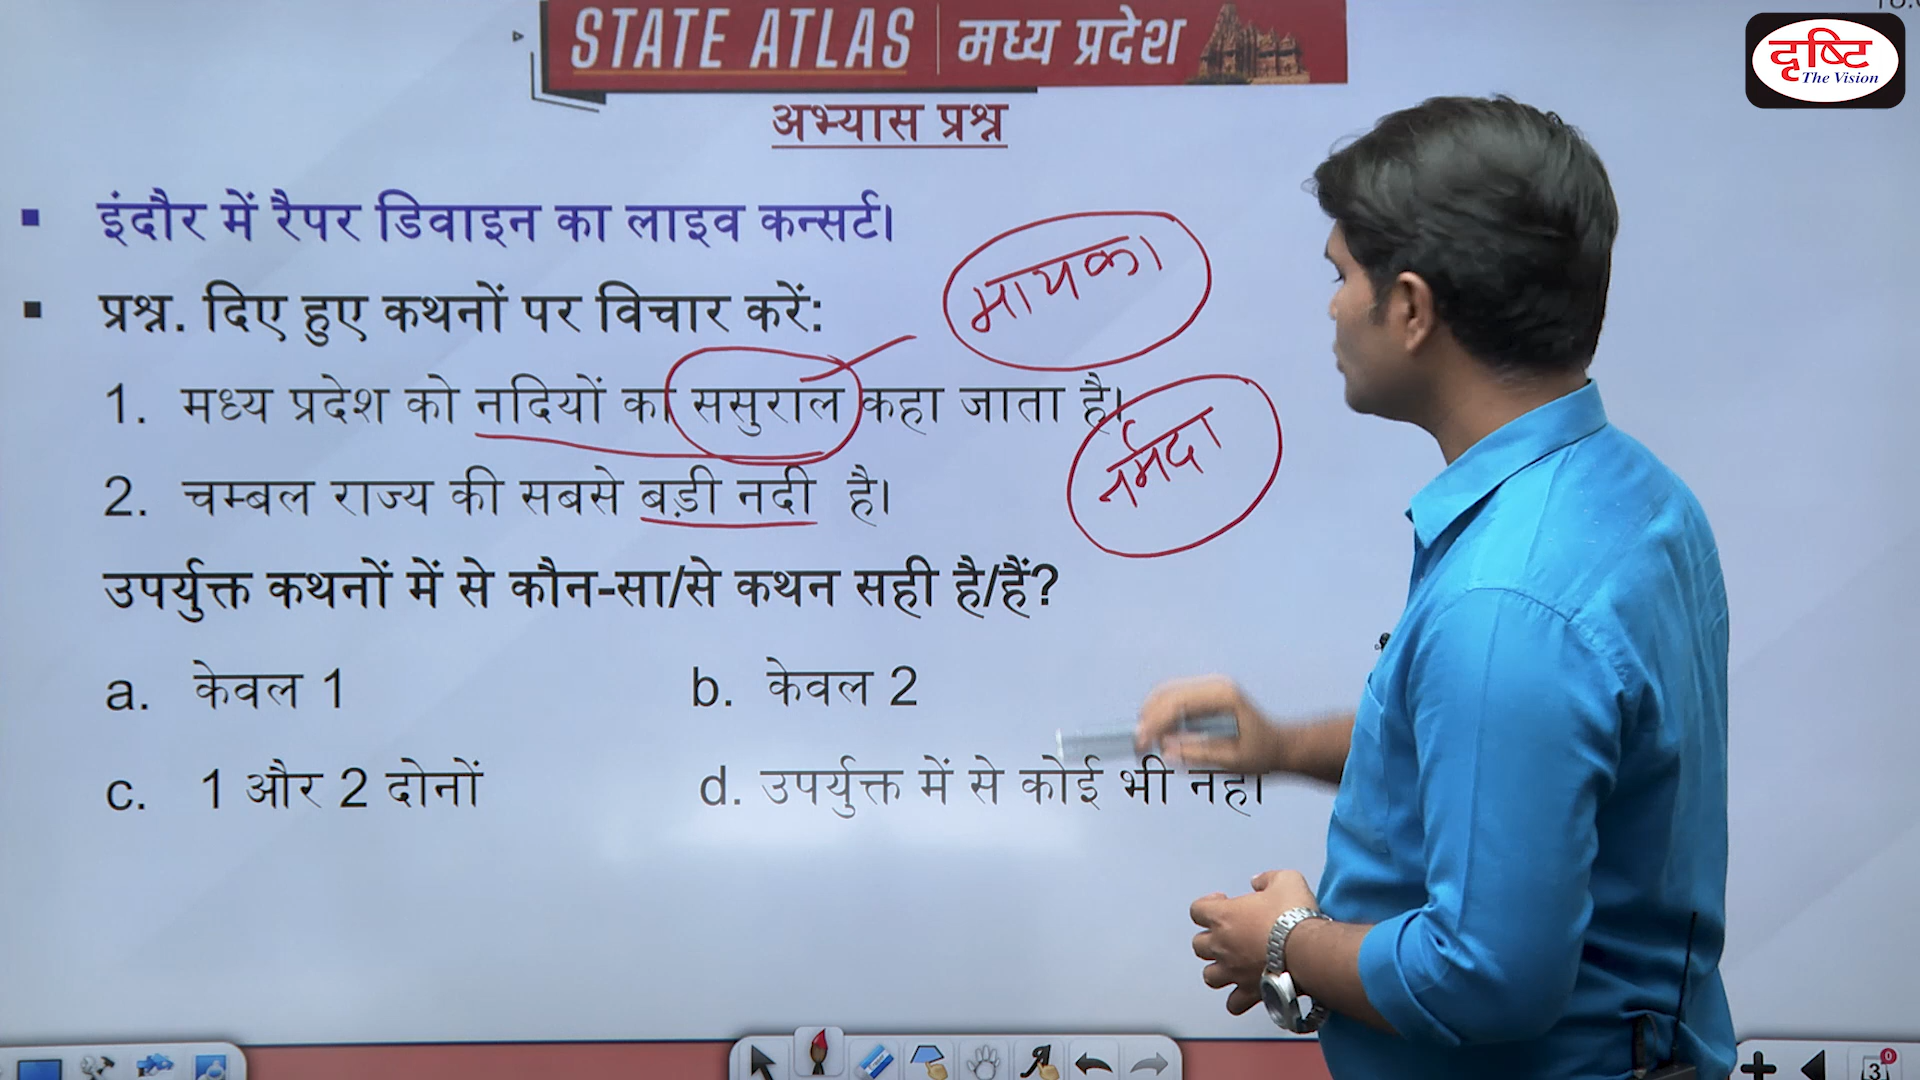 STATE ATLAS | मध्य प्रदेश
दृष्टि
The Vision
अभ्यास प्रश्न
▪ इंदौर में रैपर डिवाइन का लाइव कन्सर्ट।
▪ प्रश्न. दिए हुए कथनों पर विचार करें:
मायका
1. मध्य प्रदेश को नदियों का ससुराल कहा जाता है।
नर्मदा
2. चम्बल राज्य की सबसे बड़ी नदी है।
उपर्युक्त कथनों में से कौन-सा/से कथन सही है/हैं?
a. केवल 1
b. केवल 2
c. 1 और 2 दोनों
d. उपर्युक्त में से कोई भी
3
0